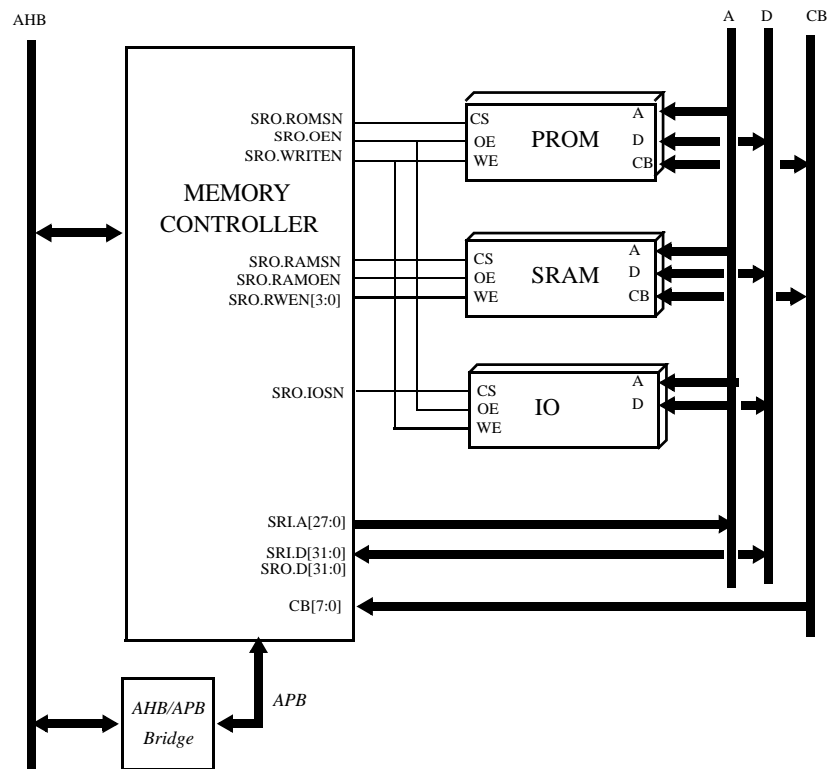 AHB
A D CB
SRO.ROMSN
SRO.OEN
SRO.WRITEN
CS
OE
WE
PROM
A
D
CB
MEMORY
CONTROLLER
SRO.RAMSN
SRO.RAMOEN
SRO.RWEN[3:0]
CS
OE
WE
SRAM
A
D
CB
SRO.IOSN
CS
OE
WE
IO
A
D
SRI.A[27:0]
SRI.D[31:0]
SRO.D[31:0]
CB[7:0]
APB
AHB/APB
Bridge